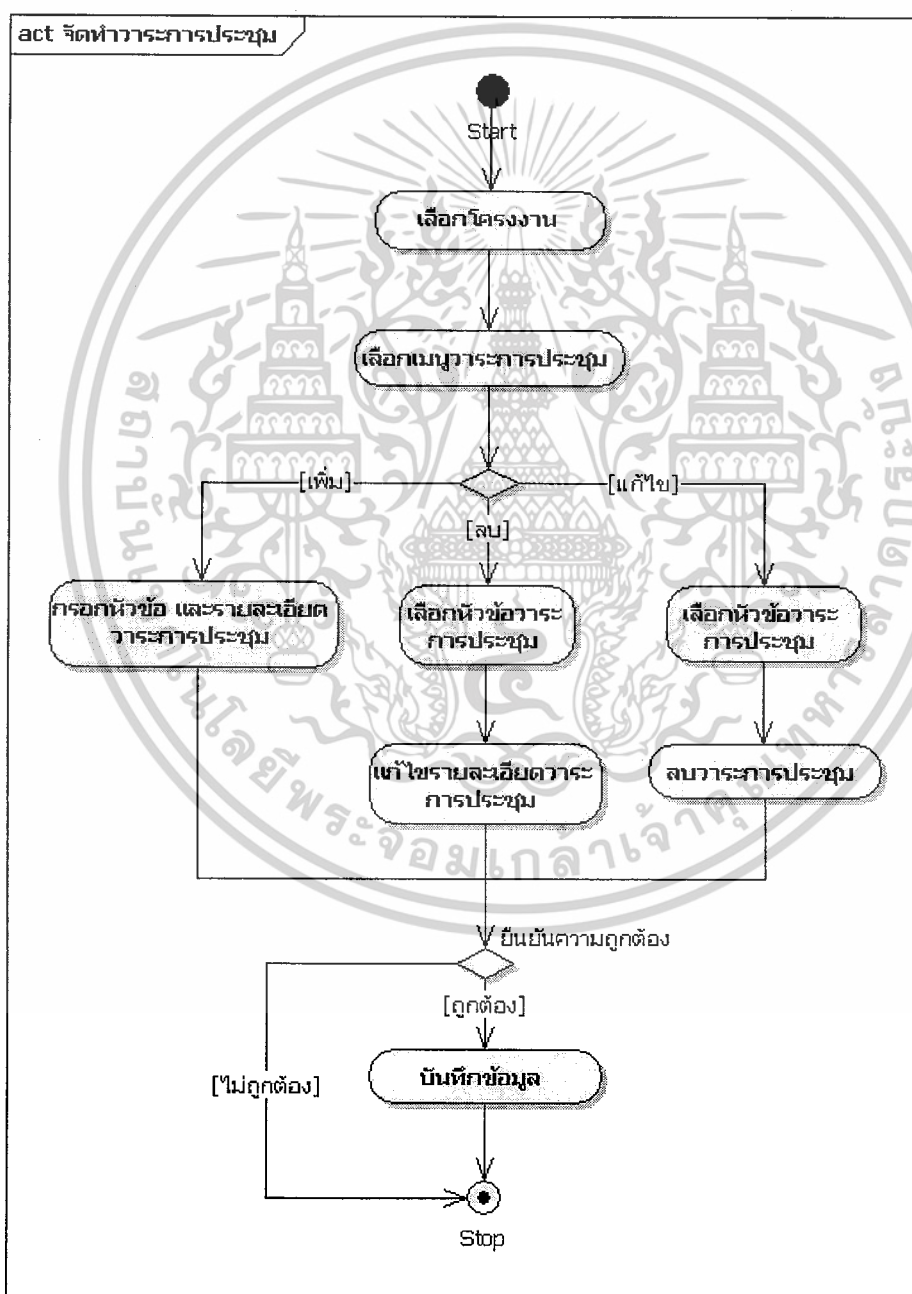 act จัดทำวาระการประชุม
Start
เลือกโครงงาน
เลือกเมนูวาระการประชุม
[เพิ่ม]
[แก้ไข]
[ลบ]
กรอกหัวข้อ และรายละเอียด
วาระการประชุม
เลือกหัวข้อวาระ
การประชุม
เลือกหัวข้อวาระ
การประชุม
แก้ไขรายละเอียดวาระ
การประชุม
ลบวาระการประชุม
ยืนยันความถูกต้อง
[ถูกต้อง]
[ไม่ถูกต้อง]
บันทึกข้อมูล
Stop